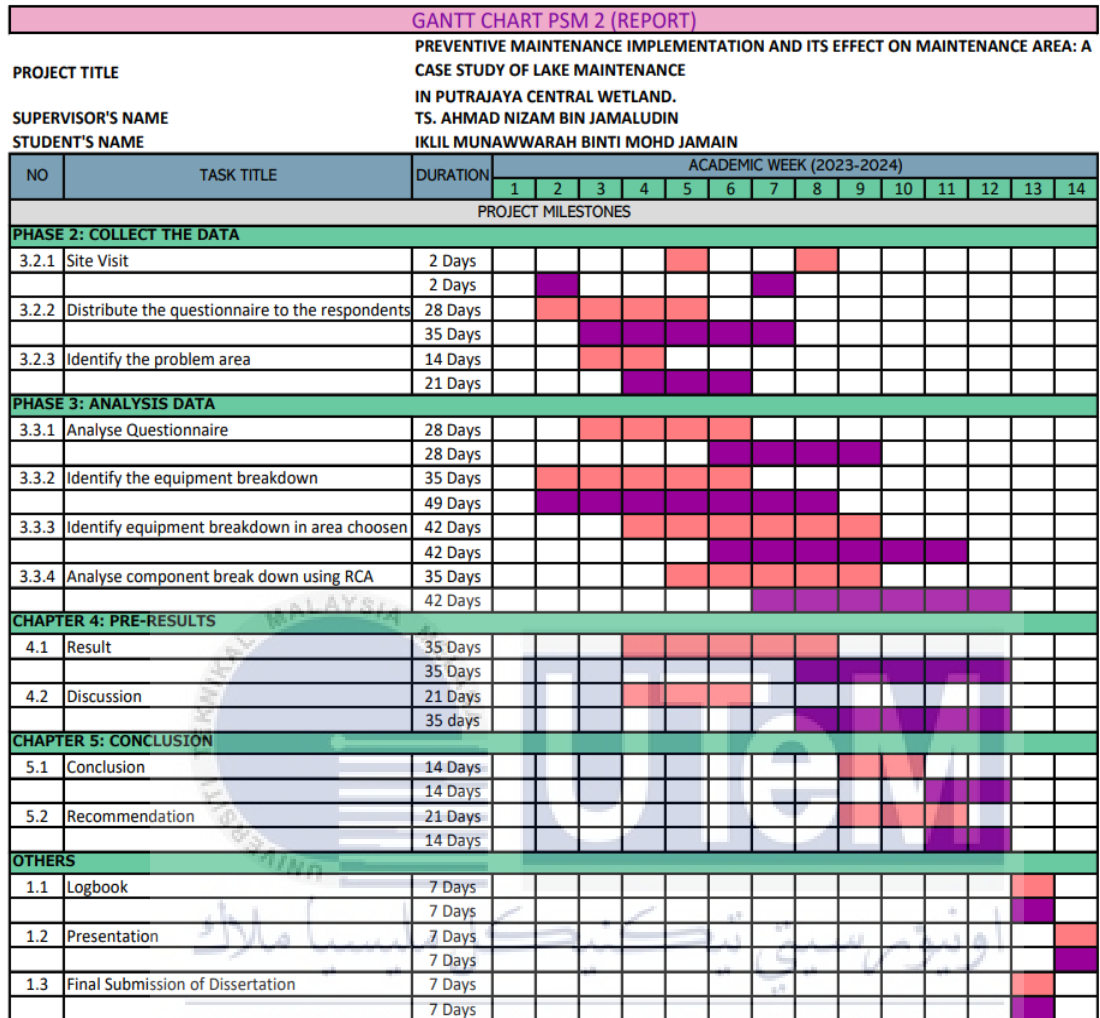 GANTT CHART PSM 2 (REPORT)
PROJECT TITLE PREVENTIVE MAINTENANCE IMPLEMENTATION AND ITS EFFECT ON MAINTENANCE AREA: A
CASE STUDY OF LAKE MAINTENANCE
IN PUTRAJAYA CENTRAL WETLAND.
SUPERVISOR'S NAME TS. AHMAD NIZAM BIN JAMALUDIN
STUDENT'S NAME IKLIL MUNAWWARAH BINTI MOHD JAMAIN
NO TASK TITLE DURATION ACADEMIC WEEK (2023-2024)
1 2 3 4 5 6 7 8 9 10 11 12 13 14
PROJECT MILESTONES
PHASE 2: COLLECT THE DATA
3.2.1 Site Visit 2 Days
2 Days
3.2.2 Distribute the questionnaire to the respondents 28 Days
35 Days
3.2.3 Identify the problem area 14 Days
21 Days
PHASE 3: ANALYSIS DATA
3.3.1 Analyse Questionnaire 28 Days
28 Days
3.3.2 Identify the equipment breakdown 35 Days
49 Days
3.3.3 Identify equipment breakdown in area choosen 42 Days
42 Days
3.3.4 Analyse component break down using RCA 35 Days
42 Days
CHAPTER 4: PRE-RESULTS
4.1 Result 35 Days
35 Days
4.2 Discussion 21 Days
35 days
CHAPTER 5: CONCLUSION
5.1 Conclusion 14 Days
14 Days
5.2 Recommendation 21 Days
14 Days
OTHERS
1.1 Logbook 7 Days
7 Days
1.2 Presentation 7 Days
7 Days
1.3 Final Submission of Dissertation 7 Days
7 Days
UNIVERSITI TEKNIKAL MALAYSIA
UTeM
اونيۏرسيتي تيكنيكل مليسيا ملاك